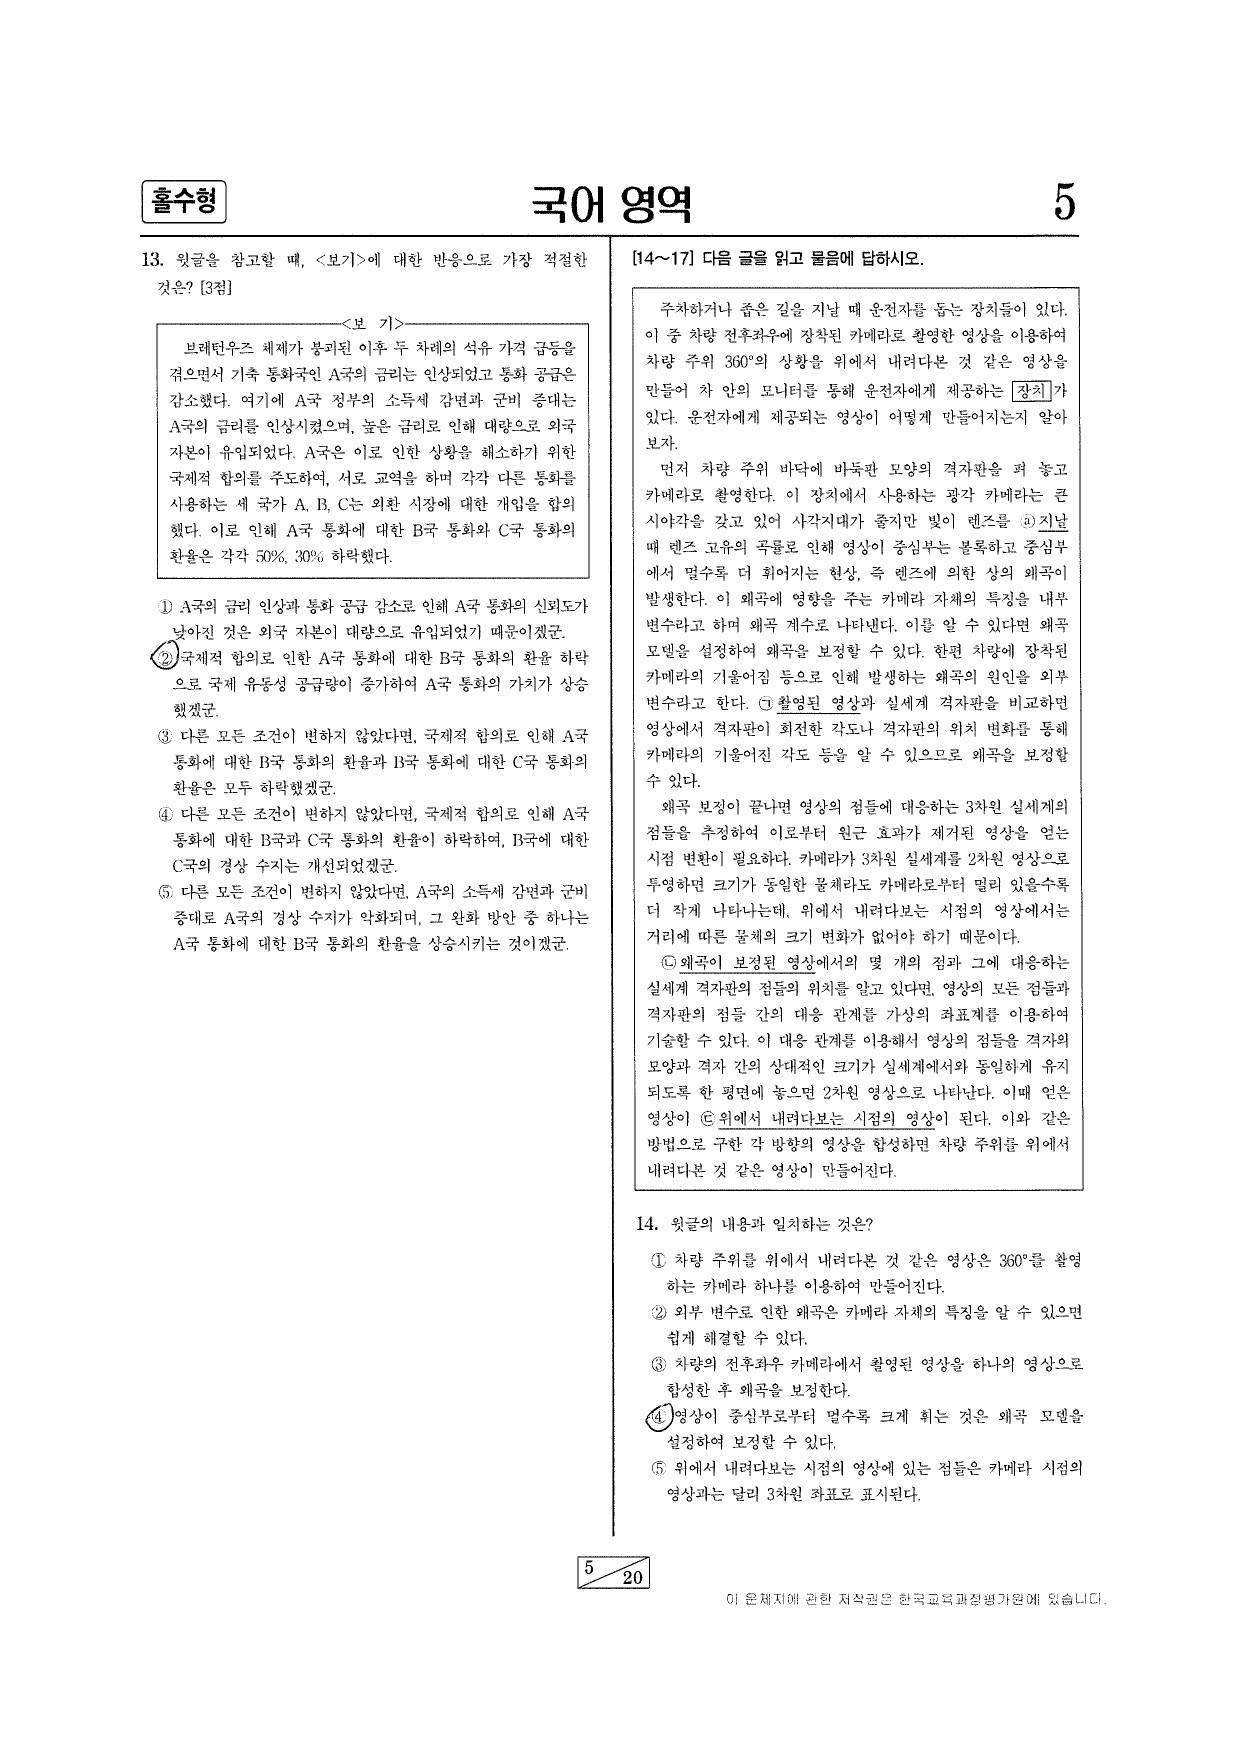 홀수형
국어 영역
5
13. 윗글을 참고할 때, <보기>에 대한 반응으로 가장 적절한
것은? [3점]
<보 기>
브레턴우즈 체제가 붕괴된 이후 두 차례의 석유 가격 급등을
겪으면서 기축 통화국인 A국의 금리는 인상되었고 통화 공급은
감소했다. 여기에 A국 정부의 소득세 감면과 군비 증대는
A국의 금리를 인상시켰으며, 높은 금리로 인해 대량으로 외국
자본이 유입되었다. A국은 이로 인한 상황을 해소하기 위한
국제적 합의를 주도하여, 서로 교역을 하며 각각 다른 통화를
사용하는 세 국가 A, B, C는 외환 시장에 대한 개입을 합의
했다. 이로 인해 A국 통화에 대한 B국 통화와 C국 통화의
환율은 각각 50%, 30% 하락했다.
① A국의 금리 인상과 통화 공급 감소로 인해 A국 통화의 신뢰도가
낮아진 것은 외국 자본이 대량으로 유입되었기 때문이겠군.
② 국제적 합의로 인한 A국 통화에 대한 B국 통화의 환율 하락
으로 국제 유동성 공급량이 증가하여 A국 통화의 가치가 상승
했겠군.
③ 다른 모든 조건이 변하지 않았다면, 국제적 합의로 인해 A국
통화에 대한 B국 통화의 환율과 B국 통화에 대한 C국 통화의
환율은 모두 하락했겠군.
④ 다른 모든 조건이 변하지 않았다면, 국제적 합의로 인해 A국
통화에 대한 B국과 C국 통화의 환율이 하락하여, B국에 대한
C국의 경상 수지는 개선되었겠군.
⑤ 다른 모든 조건이 변하지 않았다면, A국의 소득세 감면과 군비
증대로 A국의 경상 수지가 악화되며, 그 완화 방안 중 하나는
A국 통화에 대한 B국 통화의 환율을 상승시키는 것이겠군.
[14～17] 다음 글을 읽고 물음에 답하시오.
주차하거나 좁은 길을 지날 때 운전자를 돕는 장치들이 있다.
이 중 차량 전후좌우에 장착된 카메라로 촬영한 영상을 이용하여
차량 주위 360°의 상황을 위에서 내려다본 것 같은 영상을
만들어 차 안의 모니터를 통해 운전자에게 제공하는 장치가
있다. 운전자에게 제공되는 영상이 어떻게 만들어지는지 알아
보자.
먼저 차량 주위 바닥에 바둑판 모양의 격자판을 펴 놓고
카메라로 촬영한다. 이 장치에서 사용하는 광각 카메라는 큰
시야각을 갖고 있어 사각지대가 줄지만 빛이 렌즈를 ⓐ지날
때 렌즈 고유의 곡률로 인해 영상이 중심부는 볼록하고 중심부
에서 멀수록 더 휘어지는 현상, 즉 렌즈에 의한 상의 왜곡이
발생한다. 이 왜곡에 영향을 주는 카메라 자체의 특징을 내부
변수라고 하며 왜곡 계수로 나타낸다. 이를 알 수 있다면 왜곡
모델을 설정하여 왜곡을 보정할 수 있다. 한편 차량에 장착된
카메라의 기울어짐 등으로 인해 발생하는 왜곡의 원인을 외부
변수라고 한다. ㉠촬영된 영상과 실세계 격자판을 비교하면
영상에서 격자판이 회전한 각도나 격자판의 위치 변화를 통해
카메라의 기울어진 각도 등을 알 수 있으므로 왜곡을 보정할
수 있다.
왜곡 보정이 끝나면 영상의 점들에 대응하는 3차원 실세계의
점들을 추정하여 이로부터 원근 효과가 제거된 영상을 얻는
시점 변환이 필요하다. 카메라가 3차원 실세계를 2차원 영상으로
투영하면 크기가 동일한 물체라도 카메라로부터 멀리 있을수록
더 작게 나타나는데, 위에서 내려다보는 시점의 영상에서는
거리에 따른 물체의 크기 변화가 없어야 하기 때문이다.
㉡왜곡이 보정된 영상에서의 몇 개의 점과 그에 대응하는
실세계 격자판의 점들의 위치를 알고 있다면, 영상의 모든 점들과
격자판의 점들 간의 대응 관계를 가상의 좌표계를 이용하여
기술할 수 있다. 이 대응 관계를 이용해서 영상의 점들을 격자의
모양과 격자 간의 상대적인 크기가 실세계에서와 동일하게 유지
되도록 한 평면에 놓으면 2차원 영상으로 나타난다. 이때 얻은
영상이 ㉢위에서 내려다보는 시점의 영상이 된다. 이와 같은
방법으로 구한 각 방향의 영상을 합성하면 차량 주위를 위에서
내려다본 것 같은 영상이 만들어진다.
14. 윗글의 내용과 일치하는 것은?
① 차량 주위를 위에서 내려다본 것 같은 영상은 360°를 촬영
하는 카메라 하나를 이용하여 만들어진다.
② 외부 변수로 인한 왜곡은 카메라 자체의 특징을 알 수 있으면
쉽게 해결할 수 있다.
③ 차량의 전후좌우 카메라에서 촬영된 영상을 하나의 영상으로
합성한 후 왜곡을 보정한다.
④ 영상이 중심부로부터 멀수록 크게 휘는 것은 왜곡 모델을
설정하여 보정할 수 있다.
⑤ 위에서 내려다보는 시점의 영상에 있는 점들은 카메라 시점의
영상과는 달리 3차원 좌표로 표시된다.
5
20
이 문제지에 관한 저작권은 한국교육과정평가원에 있습니다.